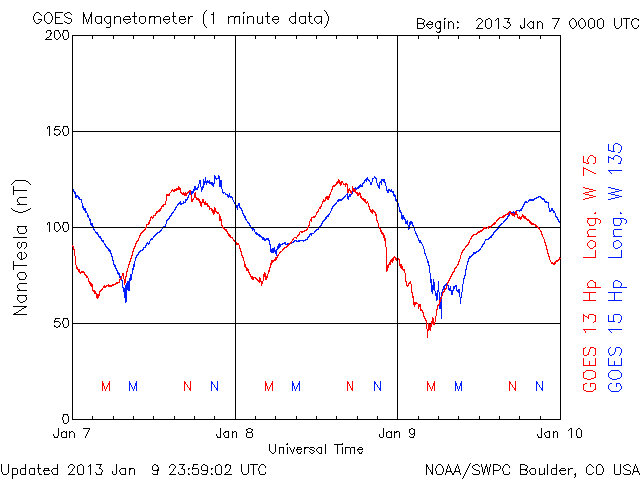 GOES Magnetometer (1 minute data)
Begin: 2013 Jan 7 0000 UTC
200
150
100
50
0
NanoTesla (nT)
M M N N M M N N M M N N
Jan 7 Jan 8 Jan 9 Jan 10
Universal Time
GOES 13 Hp Long. W 75
GOES 15 Hp Long. W 135
Updated 2013 Jan 9 23:59:02 UTC
NOAA/SWPC Boulder, CO USA